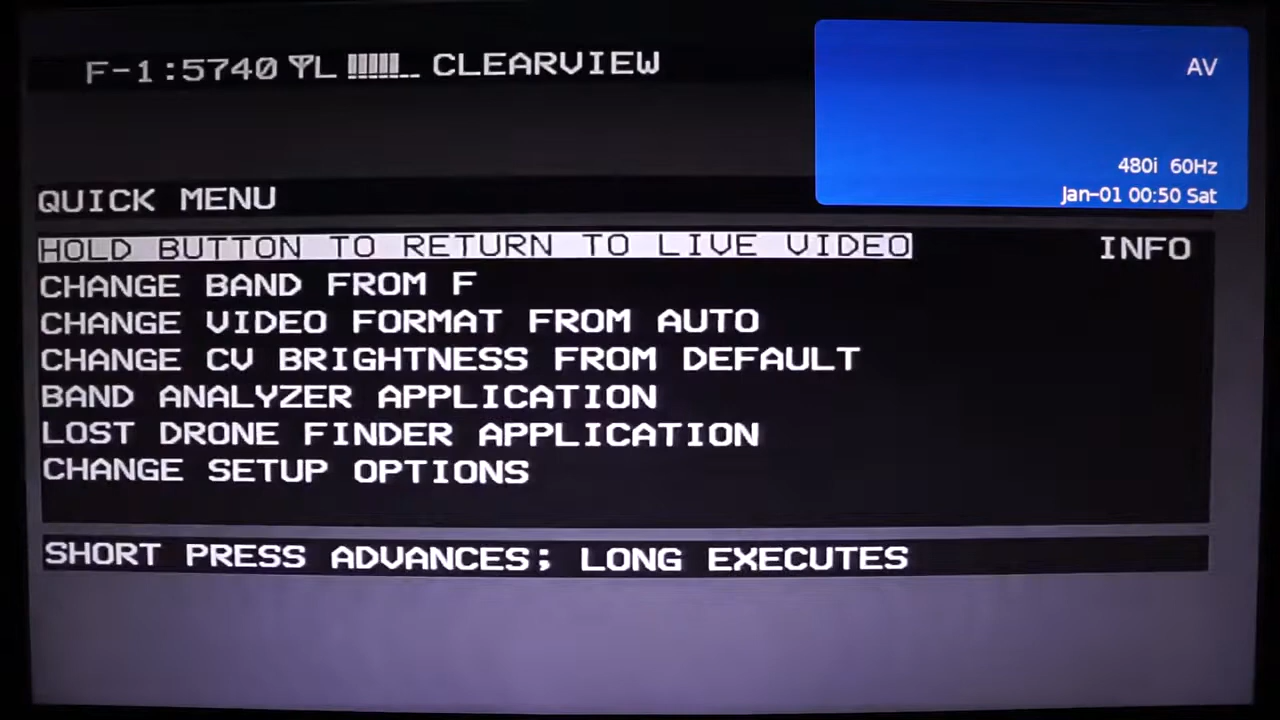 F-1:5740 L CLEARVIEW
AV
480i 60Hz
Jan-01 00:50 Sat
QUICK MENU
HOLD BUTTON TO RETURN TO LIVE VIDEO INFO
CHANGE BAND FROM F
CHANGE VIDEO FORMAT FROM AUTO
CHANGE CV BRIGHTNESS FROM DEFAULT
BAND ANALYZER APPLICATION
LOST DRONE FINDER APPLICATION
CHANGE SETUP OPTIONS
SHORT PRESS ADVANCES; LONG EXECUTES